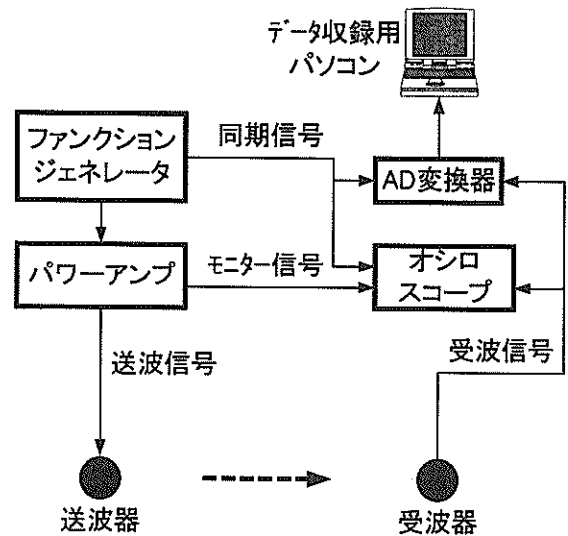 データ収録用
パソコン
ファンクション
ジェネレータ
同期信号
AD変換器
パワーアンプ
モニター信号
オシロ
スコープ
送波信号
受波信号
送波器
受波器